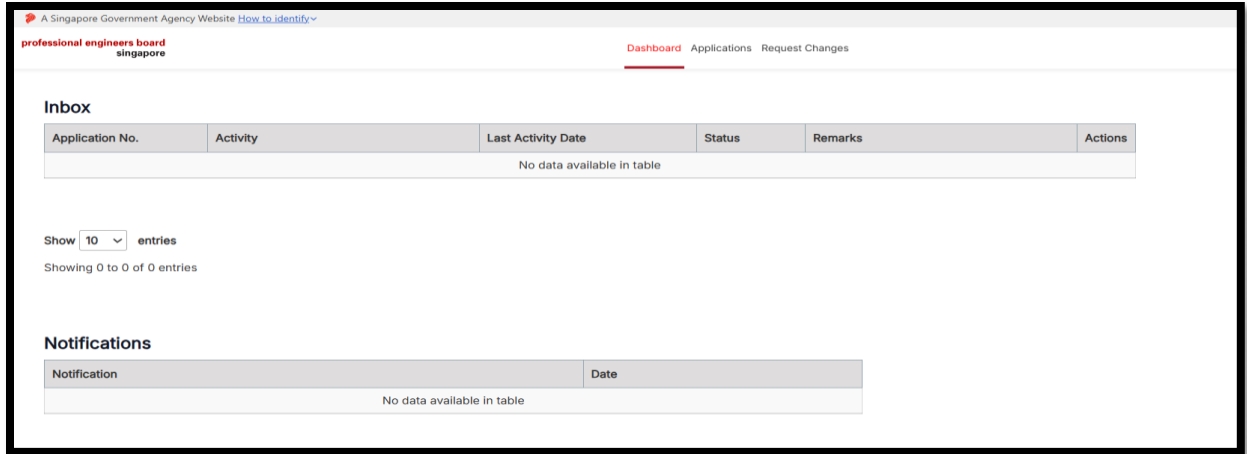 A Singapore Government Agency Website How to identify
professional engineers board
singapore
Dashboard Applications Request Changes
Inbox
Application No. Activity Last Activity Date Status Remarks Actions
No data available in table
Show 10 entries
Showing 0 to 0 of 0 entries
Notifications
Notification Date
No data available in table